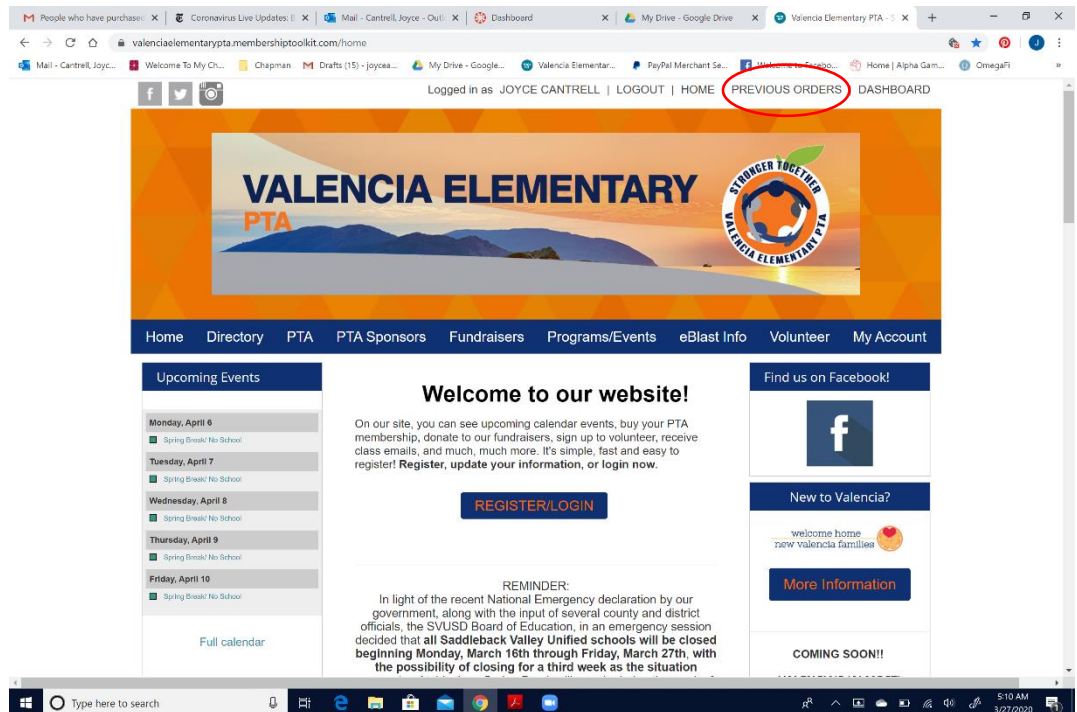 People who have purchased
Coronavirus Live Updates: (
Mail - Cantrell, Joyce - Outl
Dashboard
My Drive - Google Drive
Valencia Elementary PTA - S
valenciaelementarypta.membershiptoolkit.com/home
Mail - Cantrell, Joyc...
Welcome To My Ch...
Chapman
Drafts (15) - joycea...
My Drive - Google...
Valencia Elementar...
PayPal Merchant Se...
Welcome to Facebo...
Home | Alpha Gam...
OmegaFi
»
Logged in as JOYCE CANTRELL | LOGOUT | HOME PREVIOUS ORDERS DASHBOARD
VALENCIA ELEMENTARY
PTA
STRONGER TOGETHER
VALENCIA ELEMENTARY PTA
Home Directory PTA PTA Sponsors Fundraisers Programs/Events eBlast Info Volunteer My Account
Upcoming Events
Monday, April 6
Spring Break/ No School
Tuesday, April 7
Spring Break/ No School
Wednesday, April 8
Spring Break/ No School
Thursday, April 9
Spring Break/ No School
Friday, April 10
Spring Break/ No School
Full calendar
Welcome to our website!
On our site, you can see upcoming calendar events, buy your PTA
membership, donate to our fundraisers, sign up to volunteer, receive
class emails, and much, much more. It's simple, fast and easy to
register! Register, update your information, or login now.
REGISTER/LOGIN
REMINDER:
In light of the recent National Emergency declaration by our
government, along with the input of several county and district
officials, the SVUSD Board of Education, in an emergency session
decided that all Saddleback Valley Unified schools will be closed
beginning Monday, March 16th through Friday, March 27th, with
the possibility of closing for a third week as the situation
Find us on Facebook!
f
New to Valencia?
welcome home
new valencia families
More Information
COMING SOON!!
Type here to search
5:10 AM
3/27/2020